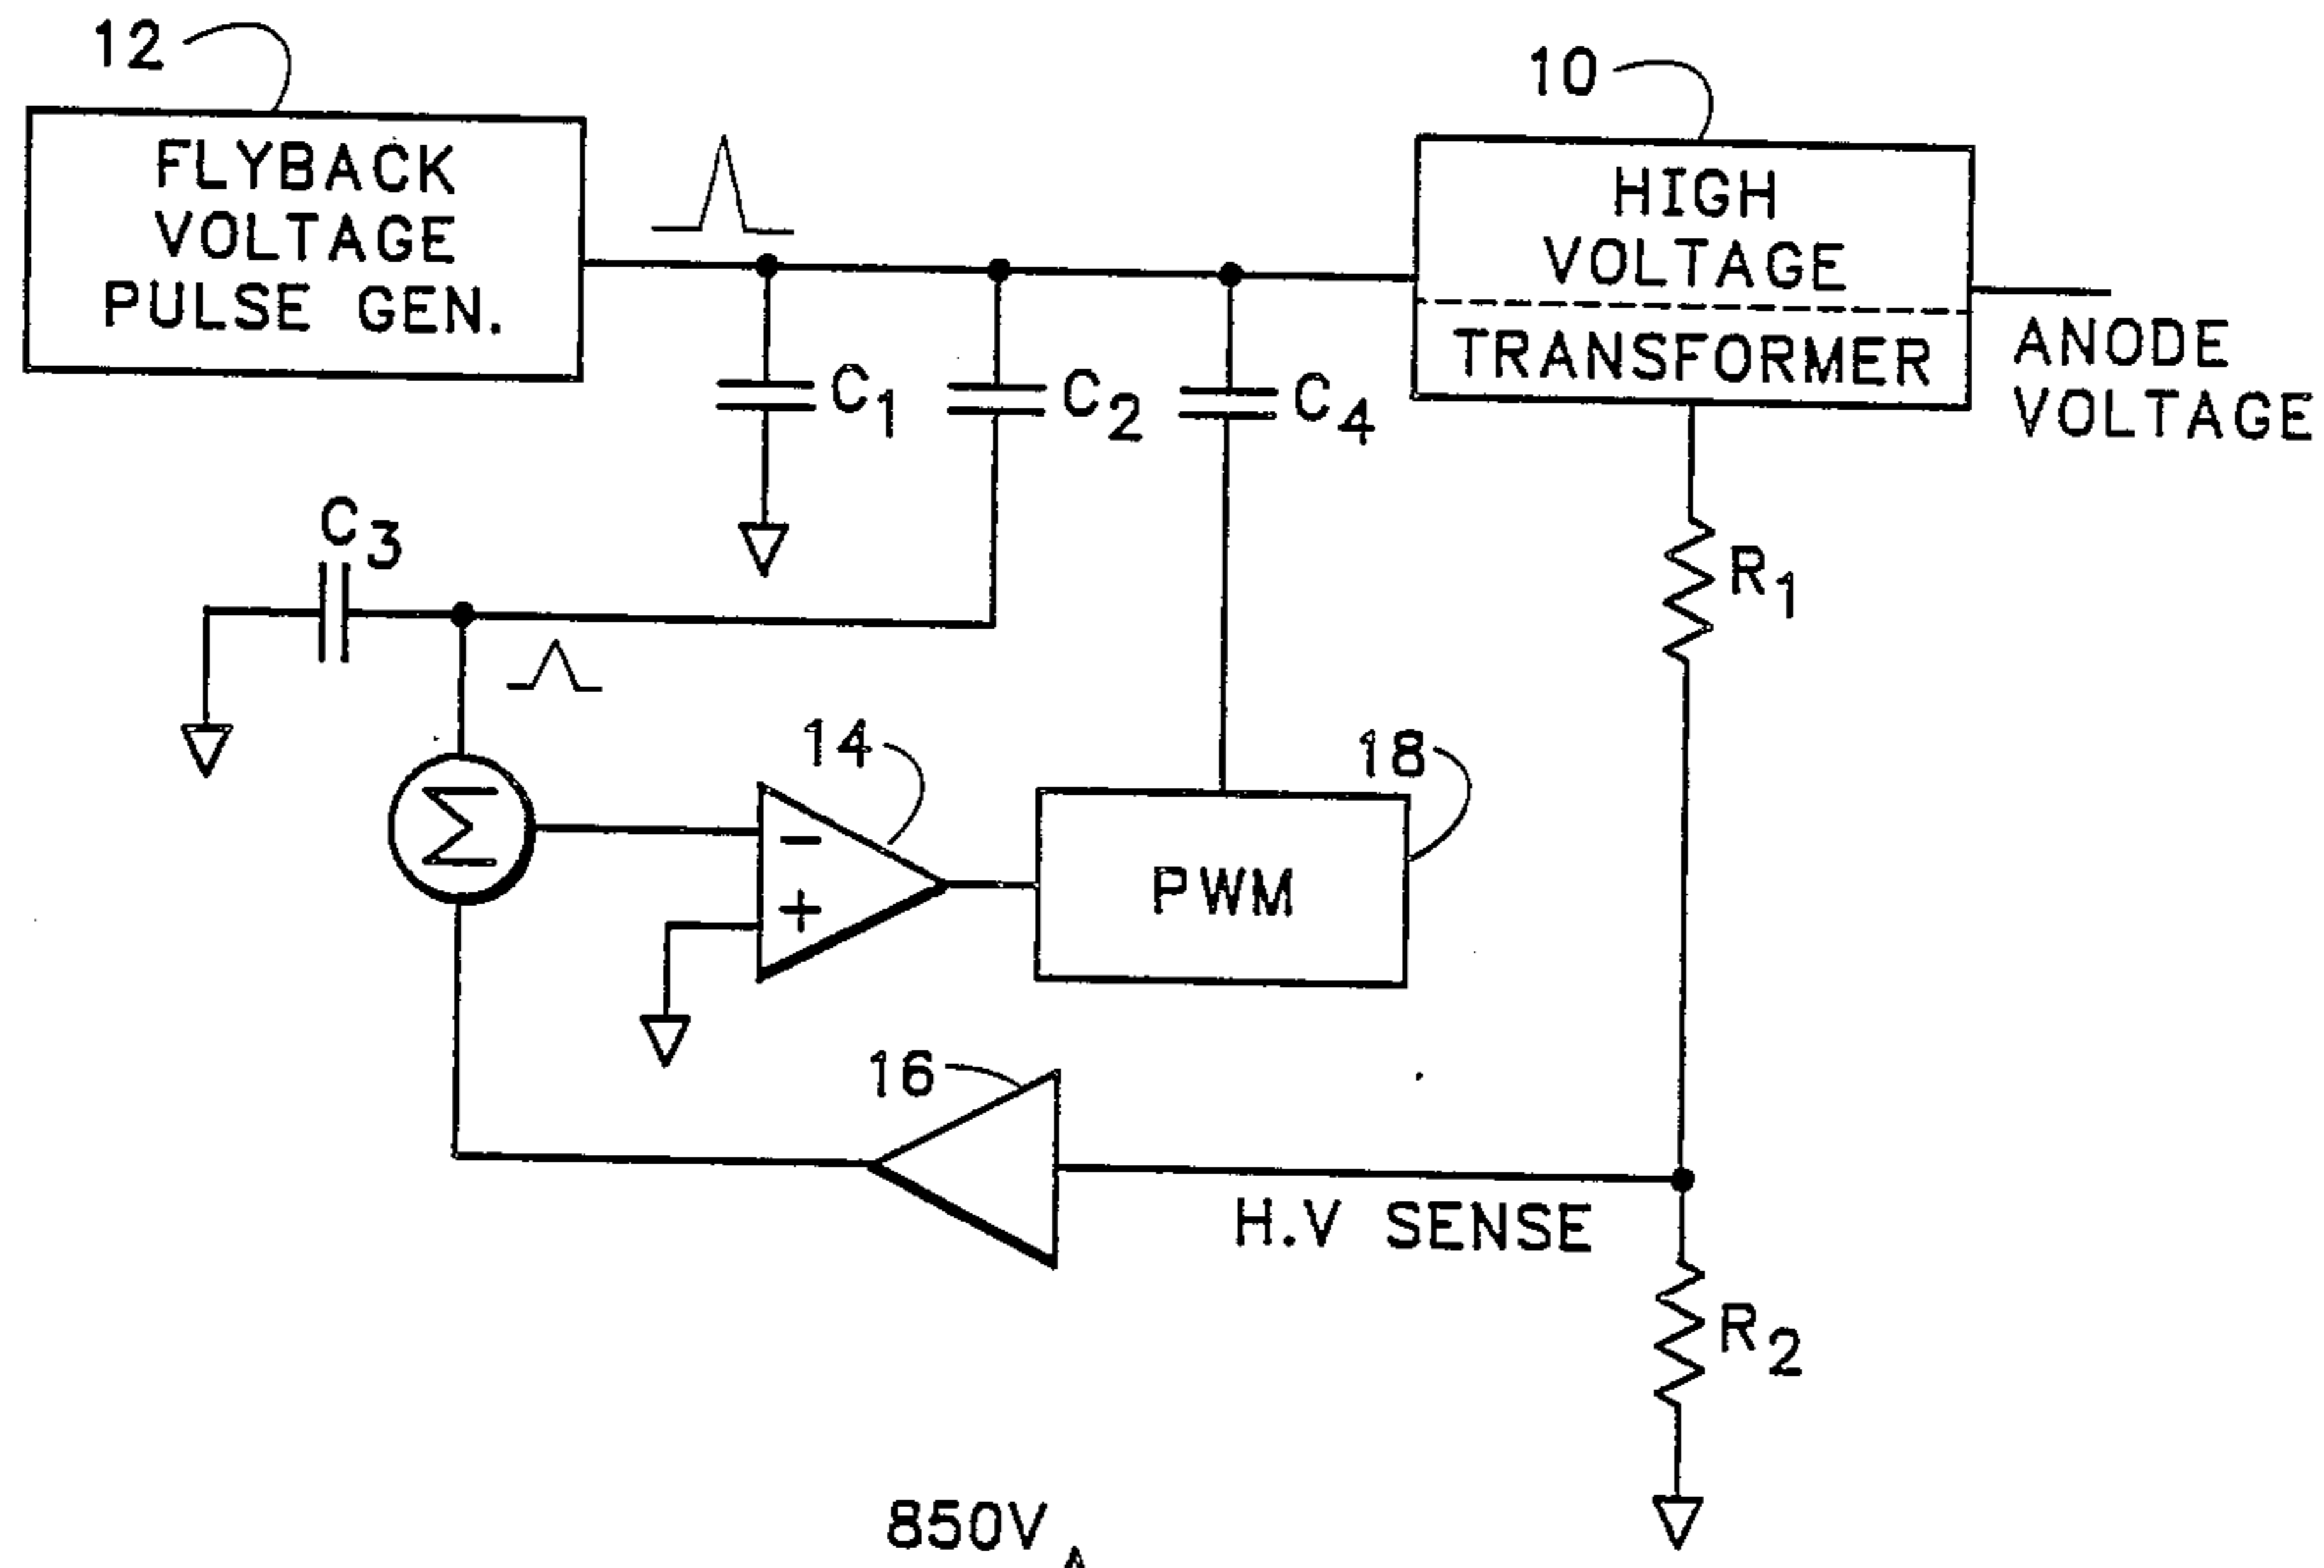 12
FLYBACK
VOLTAGE
PULSE GEN.
10
HIGH
VOLTAGE
TRANSFORMER
ANODE
VOLTAGE
C1
C2
C4
C3
R1
Σ
14
−
+
18
PWM
16
H.V SENSE
R2
850V